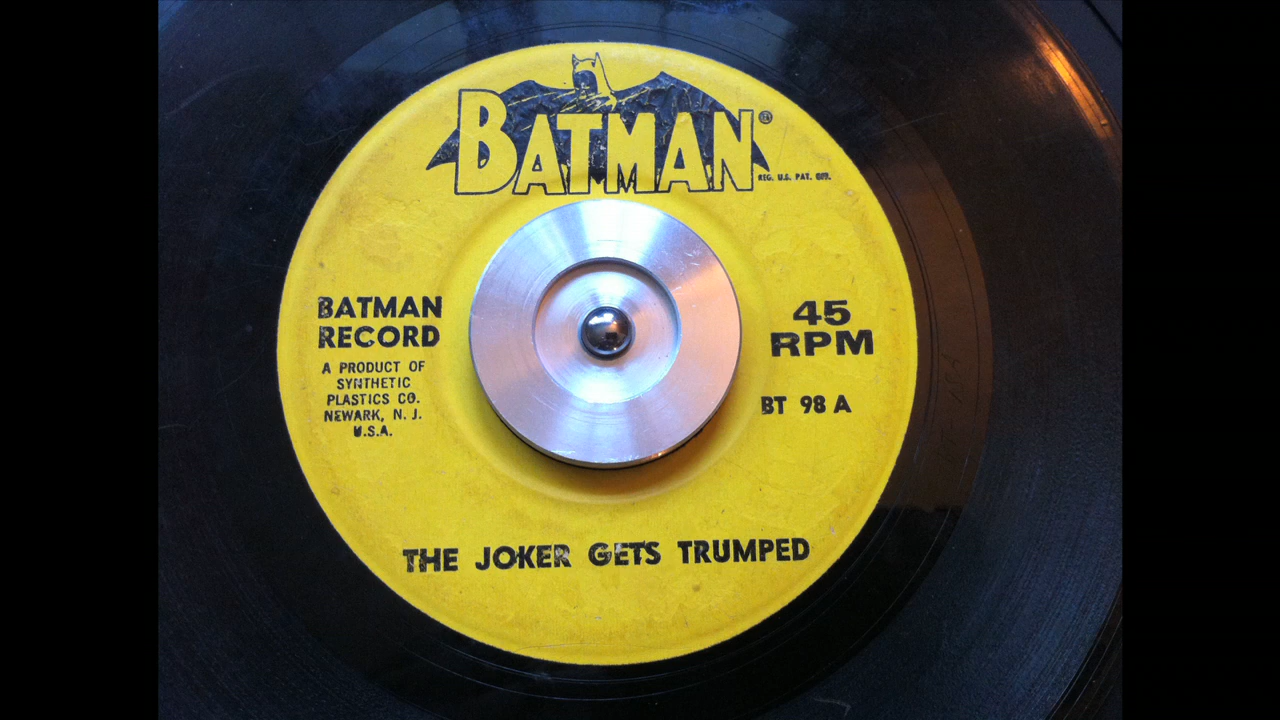 BATMAN®
REG. U.S. PAT. OFF.
BATMAN
RECORD
A PRODUCT OF
SYNTHETIC
PLASTICS CO.
NEWARK, N. J.
U.S.A.
45
RPM
BT 98 A
THE JOKER GETS TRUMPED